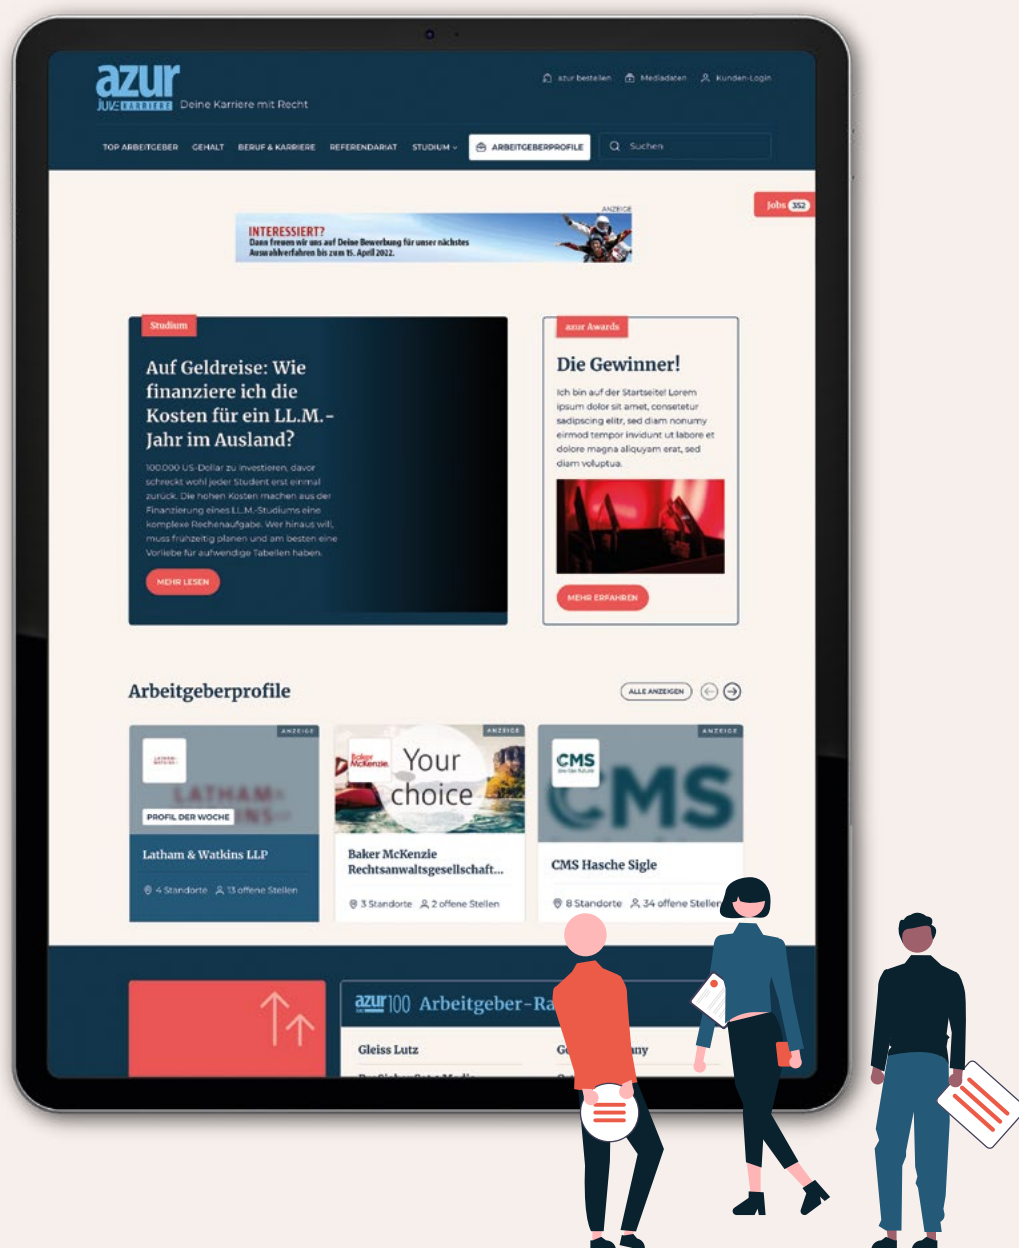 azur
JUVE KARRIERE Deine Karriere mit Recht
azur bestellen Mediadaten Kunden-Login
TOP ARBEITGEBER GEHALT BERUF & KARRIERE REFERENDARIAT STUDIUM ARBEITGEBERPROFILE Suchen
Jobs 352
ANZEIGE
INTERESSIERT?
Dann freuen wir uns auf Deine Bewerbung für unser nächstes
Auswahlverfahren bis zum 15. April 2022.
Studium
Auf Geldreise: Wie
finanziere ich die
Kosten für ein LL.M.-
Jahr im Ausland?
100.000 US-Dollar zu investieren, davor
schreckt wohl jeder Student erst einmal
zurück. Die hohen Kosten machen aus der
Finanzierung eines LL.M.-Studiums eine
komplexe Rechenaufgabe. Wer hinaus will,
muss frühzeitig planen und am besten eine
Vorliebe für aufwendige Tabellen haben.
MEHR LESEN
azur Awards
Die Gewinner!
Ich bin auf der Startseite! Lorem
ipsum dolor sit amet, consetetur
sadipscing elitr, sed diam nonumy
eirmod tempor invidunt ut labore et
dolore magna aliquyam erat, sed
diam voluptua.
MEHR ERFAHREN
Arbeitgeberprofile
ALLE ANZEIGEN
ANZEIGE
LATHAM&
WATKINS
LATHAM&
INS
PROFIL DER WOCHE
Latham & Watkins LLP
4 Standorte 13 offene Stellen
ANZEIGE
Baker
McKenzie.
Your
choice
Baker McKenzie
Rechtsanwaltsgesellschaft...
3 Standorte 2 offene Stellen
ANZEIGE
CMS
CMS
CMS Hasche Sigle
8 Standorte 34 offene Stellen
azur100 Arbeitgeber-Ra
Gleiss Lutz